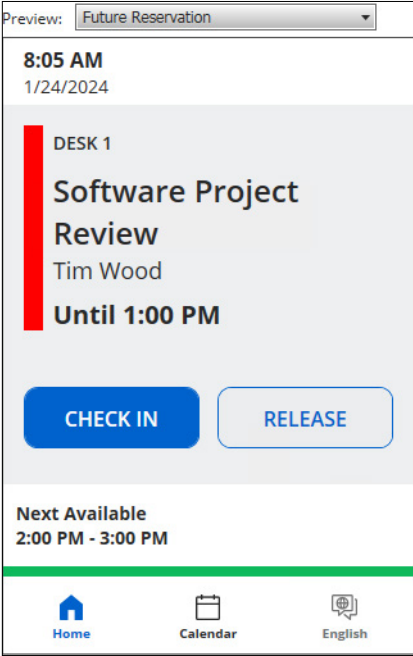 Preview: Future Reservation
8:05 AM
1/24/2024
DESK 1
Software Project
Review
Tim Wood
Until 1:00 PM
CHECK IN RELEASE
Next Available
2:00 PM - 3:00 PM
Home Calendar English